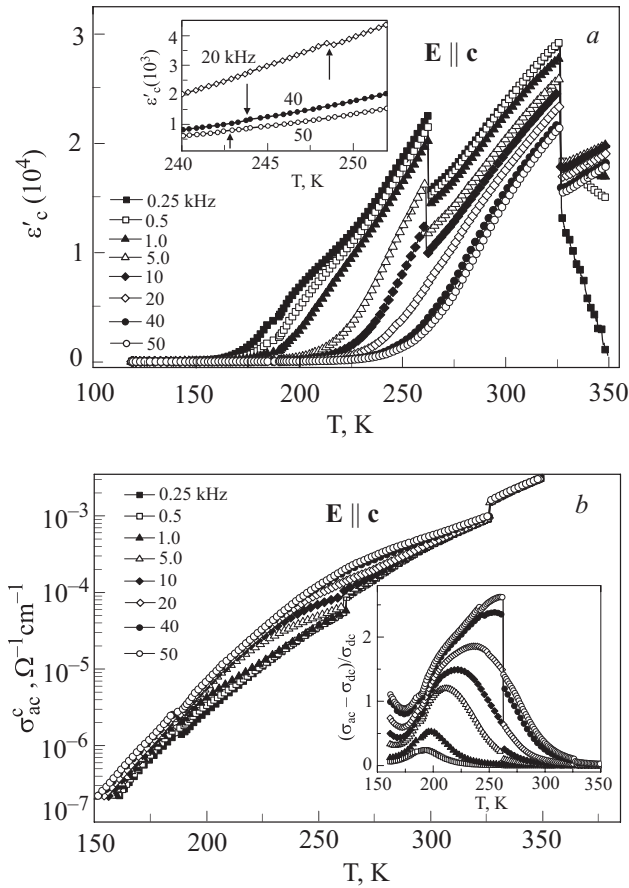 4
3
2
1
0
ε′c (10⁴)
4
3
2
1
ε′c (10³)
20 kHz
40
50
240 245 250
T, K
E || c
a
0.25 kHz
0.5
1.0
5.0
10
20
40
50
100 150 200 250 300 350
T, K
10⁻³
10⁻⁴
10⁻⁵
10⁻⁶
10⁻⁷
σᶜac , Ω⁻¹cm⁻¹
0.25 kHz
0.5
1.0
5.0
10
20
40
50
E || c
b
2
1
0
(σac − σdc)/σdc
150 200 250 300 350
T, K
150 200 250 300 350
T, K